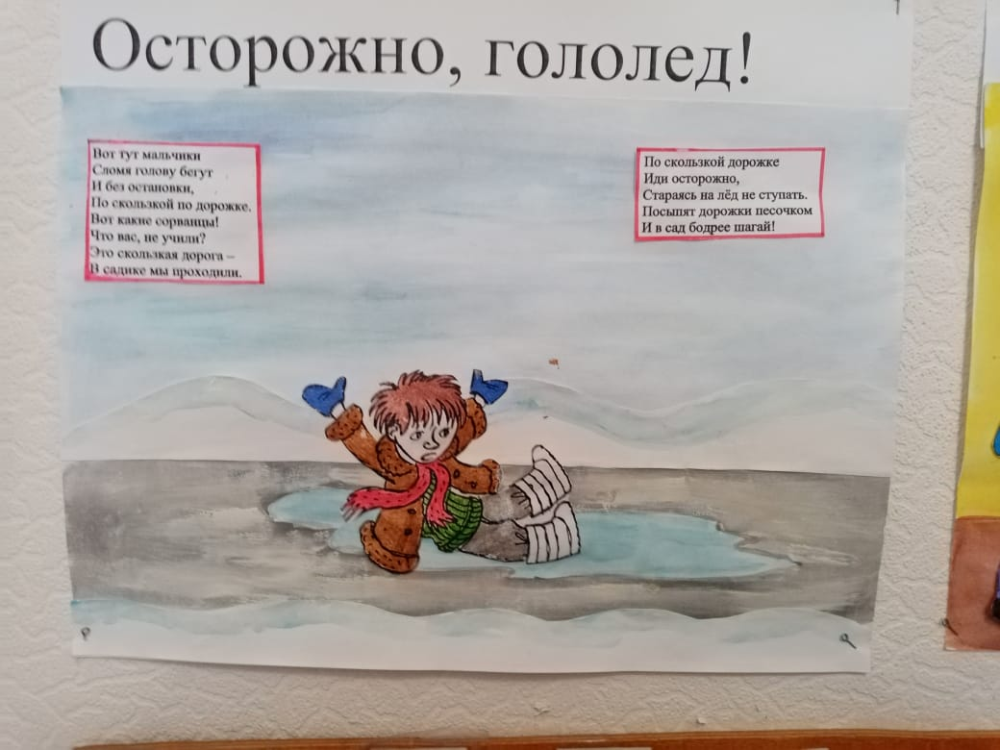 Осторожно, гололед!
Вот тут мальчики
Сломя голову бегут
И без остановки,
По скользкой по дорожке.
Вот какие сорванцы!
Что вас, не учили?
Это скользкая дорога –
В садике мы проходили.
По скользкой дорожке
Иди осторожно,
Стараясь на лёд не ступать.
Посыпят дорожки песочком
И в сад бодрее шагай!